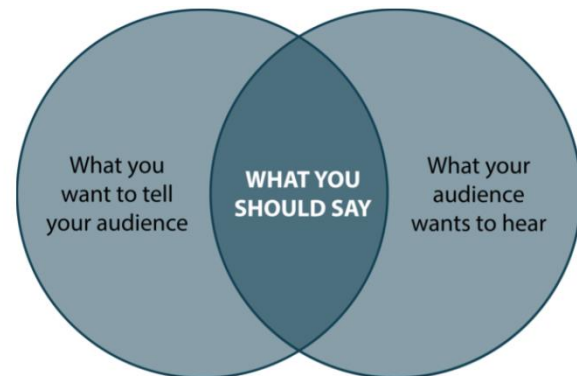 What you
want to tell
your audience
WHAT YOU
SHOULD SAY
What your
audience
wants to hear